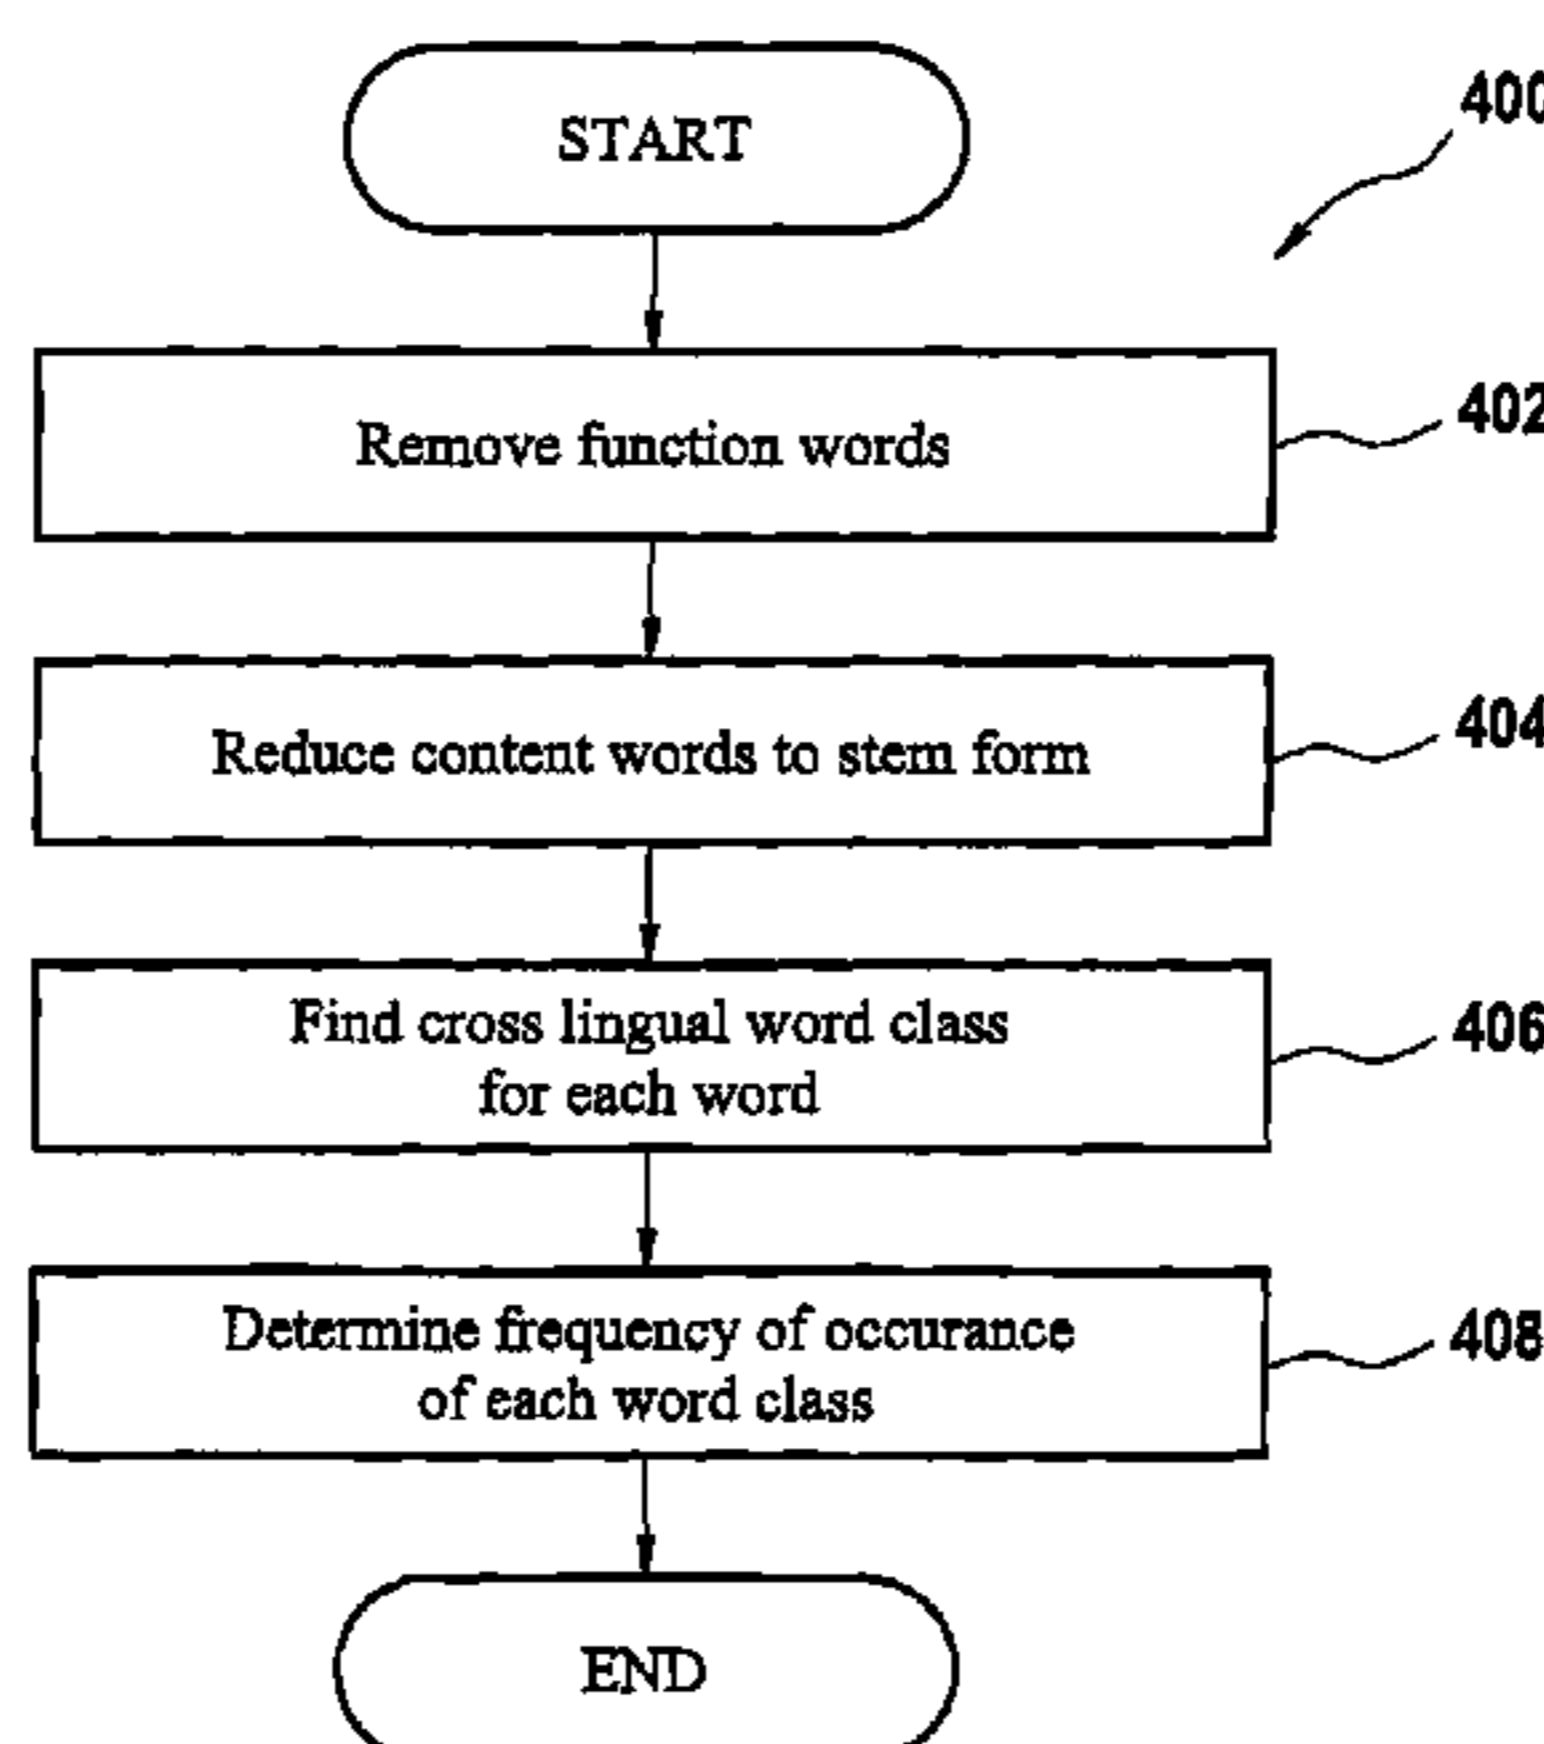 START
400
Remove function words
402
Reduce content words to stem form
404
Find cross lingual word class
for each word
406
Determine frequency of occurance
of each word class
408
END